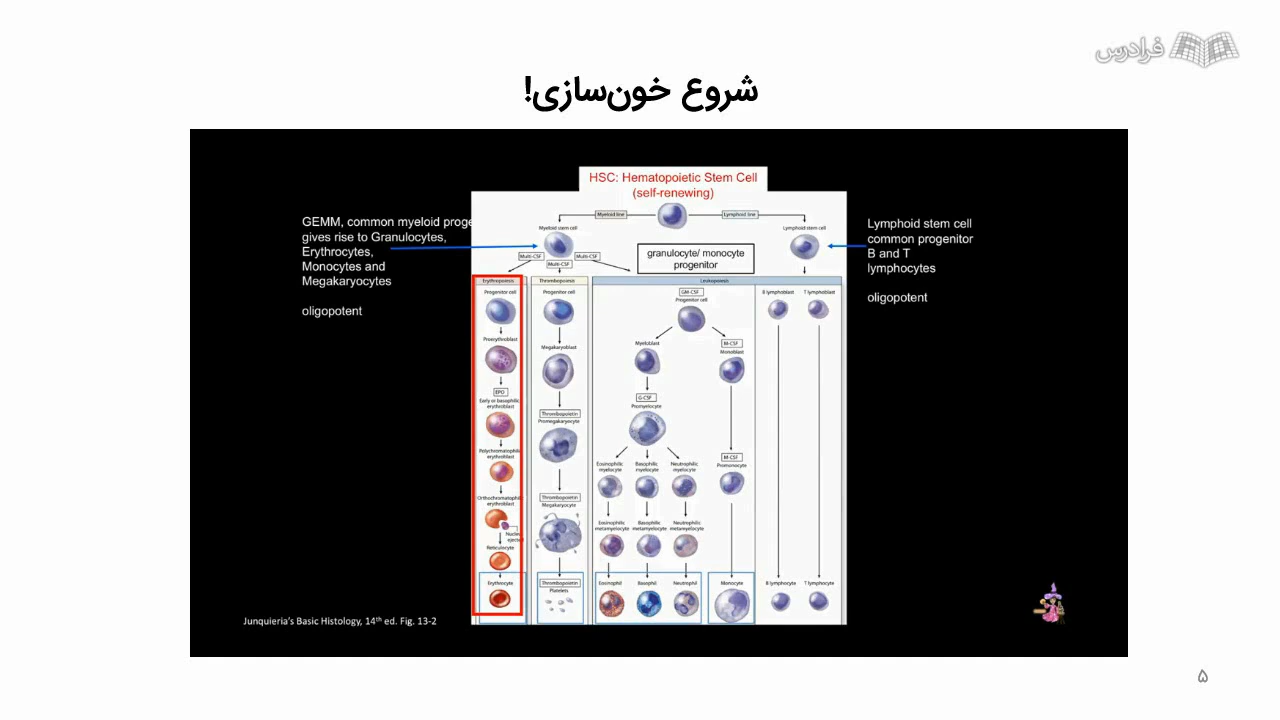 فرادرس
شروع خون‌سازی!
HSC: Hematopoietic Stem Cell
(self-renewing)
GEMM, common myeloid proge
gives rise to Granulocytes,
Erythrocytes,
Monocytes and
Megakaryocytes
oligopotent
Myeloid line
Lymphoid line
Myeloid stem cell
Lymphoid stem cell
Multi-CSF
Multi-CSF
Multi-CSF
granulocyte/ monocyte
progenitor
Lymphoid stem cell
common progenitor
B and T
lymphocytes
oligopotent
Erythropoiesis
Thrombopoiesis
Leukopoiesis
Progenitor cell
Proerythroblast
EPO
Early or basophilic
erythroblast
Polychromatophilic
erythroblast
Orthochromatophilic
erythroblast
Nucleus
ejected
Reticulocyte
Erythrocyte
Progenitor cell
Megakaryoblast
Thrombopoietin
Promegakaryocyte
Thrombopoietin
Megakaryocyte
Thrombopoietin
Platelets
GM-CSF
Progenitor cell
Myeloblast
G-CSF
Promyelocyte
Eosinophilic
myelocyte
Basophilic
myelocyte
Neutrophilic
myelocyte
Eosinophilic
metamyelocyte
Basophilic
metamyelocyte
Neutrophilic
metamyelocyte
Eosinophil
Basophil
Neutrophil
M-CSF
Monoblast
M-CSF
Promonocyte
Monocyte
B lymphoblast
T lymphoblast
B lymphocyte
T lymphocyte
Junquieria's Basic Histology, 14th ed. Fig. 13-2
۵